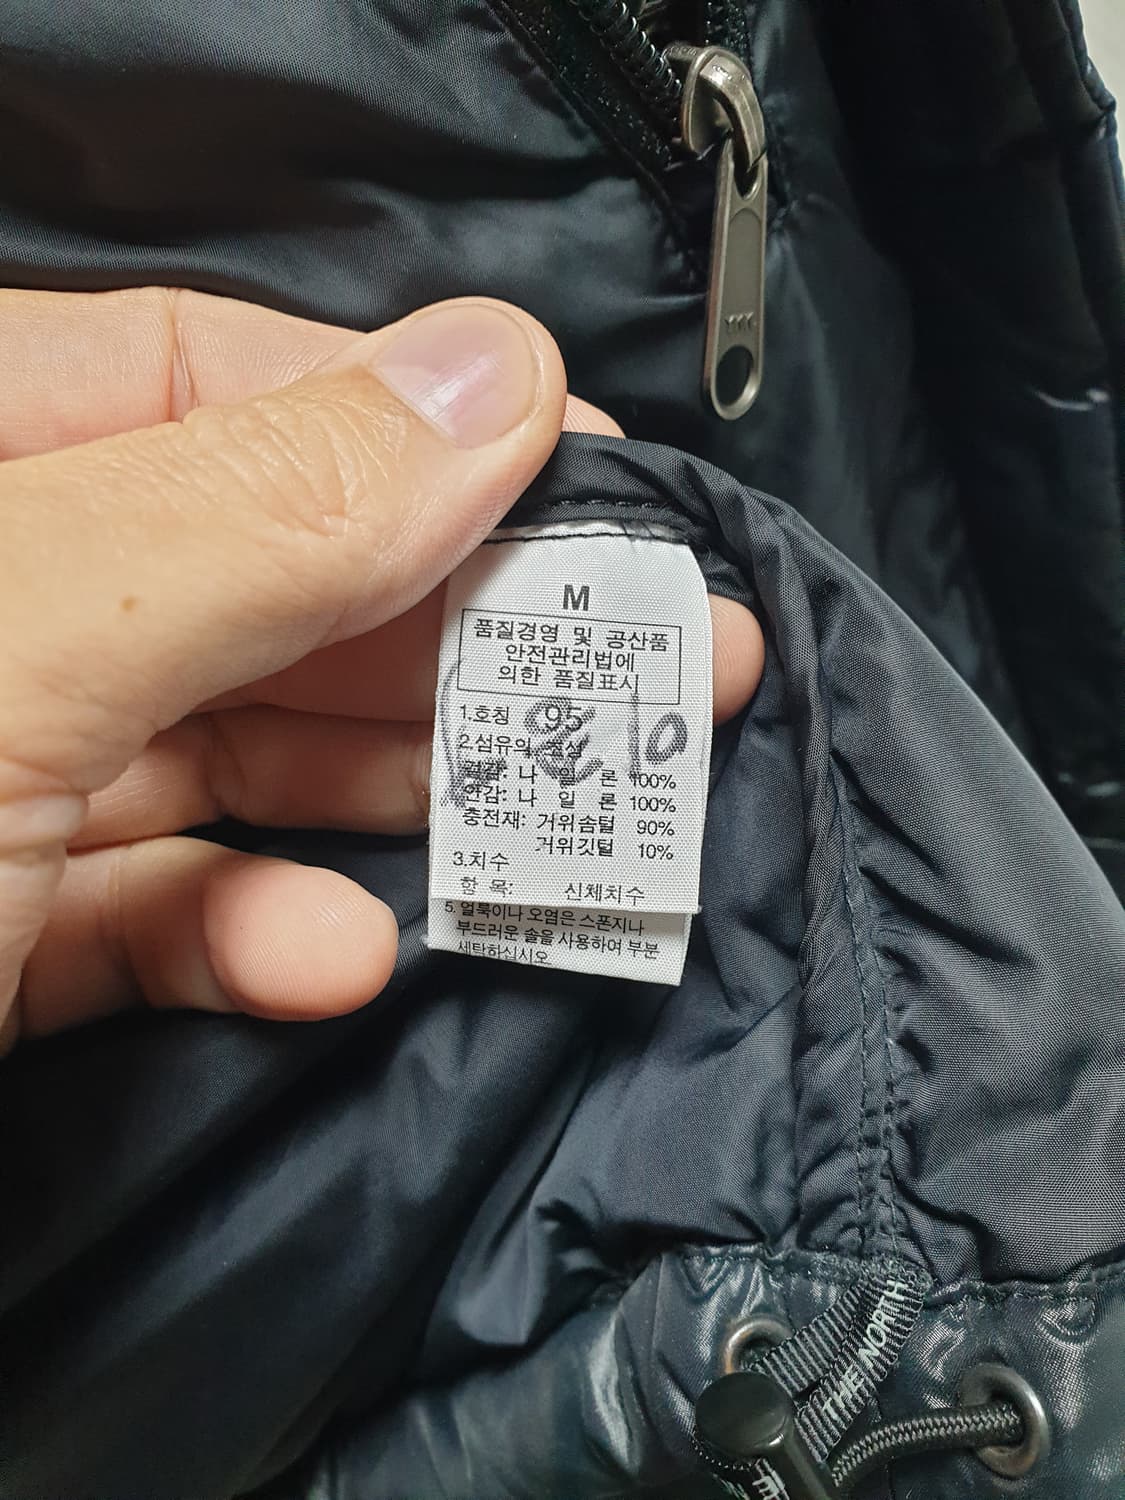 YKK
M
품질경영 및 공산품
안전관리법에
의한 품질표시
1.호칭 95
2.섬유의 조성
겉감: 나 일 론 100%
안감: 나 일 론 100%
충전재: 거위솜털 90%
거위깃털 10%
3.치수
항 목: 신체치수
5. 얼룩이나 오염은 스폰지나
부드러운 솔을 사용하여 부분
세탁하십시오
THE NORTH